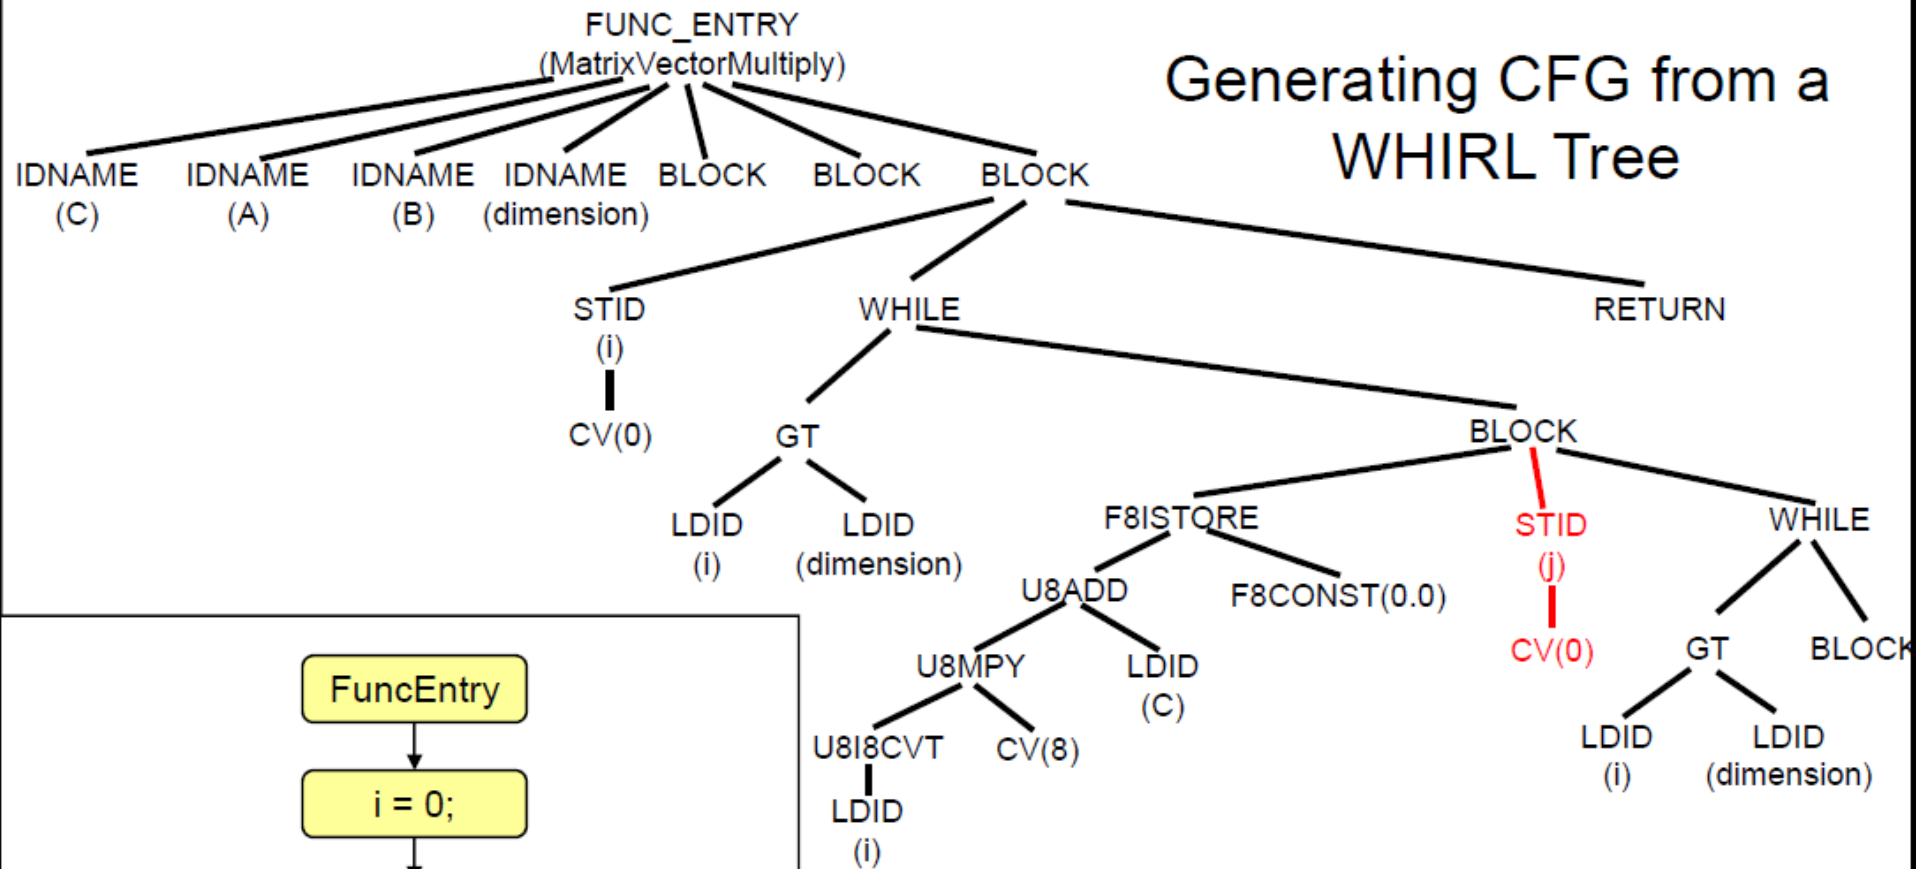 FUNC_ENTRY
(MatrixVectorMultiply)
Generating CFG from a
WHIRL Tree
IDNAME IDNAME IDNAME IDNAME BLOCK BLOCK BLOCK
(C) (A) (B) (dimension)
STID WHILE RETURN
(i)
CV(0) GT BLOCK
LDID LDID F8ISTORE STID WHILE
(i) (dimension) (j)
U8ADD F8CONST(0.0)
U8MPY LDID CV(0) GT BLOCK
(C)
U8I8CVT CV(8) LDID LDID
(i) (dimension)
LDID
(i)
FuncEntry
i = 0;